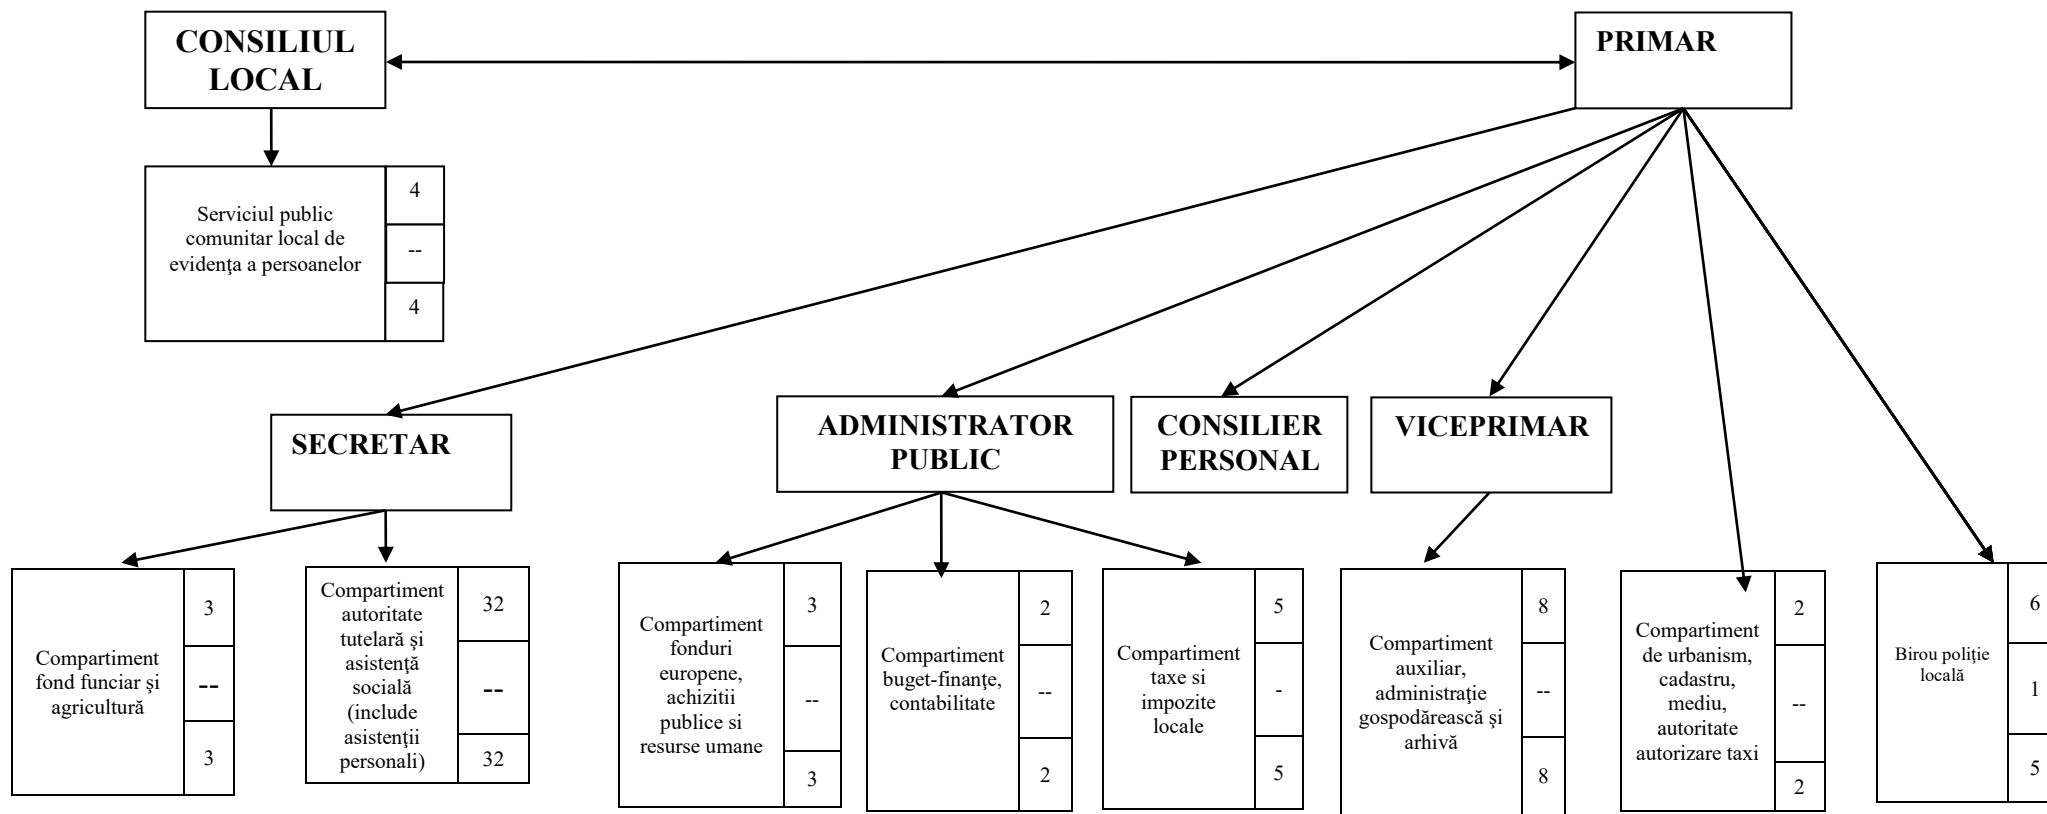 CONSILIUL
LOCAL
PRIMAR
Serviciul public
comunitar local de
evidenţa a persoanelor
4
--
4
SECRETAR
ADMINISTRATOR
PUBLIC
CONSILIER
PERSONAL
VICEPRIMAR
Compartiment
fond funciar şi
agricultură
3
--
3
Compartiment
autoritate
tutelară şi
asistenţă
socială
(include
asistenţii
personali)
32
--
32
Compartiment
fonduri
europene,
achizitii
publice si
resurse umane
3
--
3
Compartiment
buget-finanţe,
contabilitate
2
--
2
Compartiment
taxe si
impozite
locale
5
-
5
Compartiment
auxiliar,
administraţie
gospodărească şi
arhivă
8
--
8
Compartiment
de urbanism,
cadastru,
mediu,
autoritate
autorizare taxi
2
--
2
Birou poliţie
locală
6
1
5